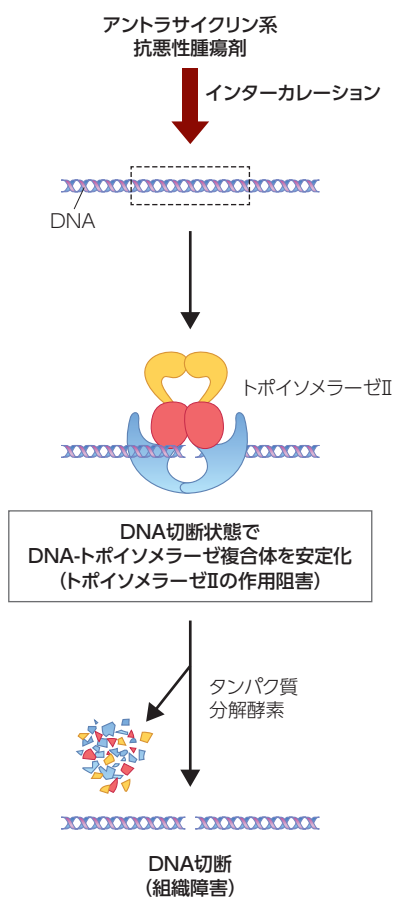 アントラサイクリン系
抗悪性腫瘍剤
インターカレーション
DNA
トポイソメラーゼⅡ
DNA切断状態で
DNA-トポイソメラーゼ複合体を安定化
（トポイソメラーゼⅡの作用阻害）
タンパク質
分解酵素
DNA切断
（組織障害）